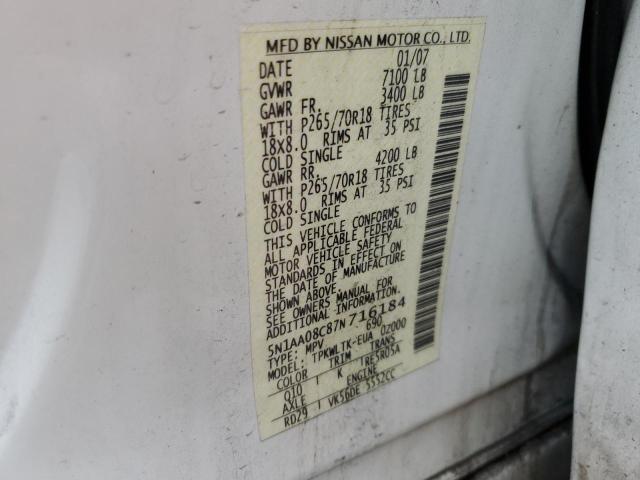 MFD BY NISSAN MOTOR CO., LTD.
DATE 01/07
GVWR 7100 LB
GAWR FR. 3400 LB
WITH P265/70R18 TIRES
18X8.0 RIMS AT 35 PSI
COLD SINGLE
GAWR RR. 4200 LB
WITH P265/70R18 TIRES
18X8.0 RIMS AT 35 PSI
COLD SINGLE
THIS VEHICLE CONFORMS TO
ALL APPLICABLE FEDERAL
MOTOR VEHICLE SAFETY
STANDARDS IN EFFECT ON
THE DATE OF MANUFACTURE
SHOWN ABOVE.
SEE OWNERS MANUAL FOR
ADDITIONAL INFORMATION.
5N1AA08C87N716184
TYPE: MPV 690
MODEL: TPKWLTK-EUA 02000
COLOR TRIM TRANS
Q10 K RE5R05A
AXLE ENGINE
RD29 VK56DE 5552CC